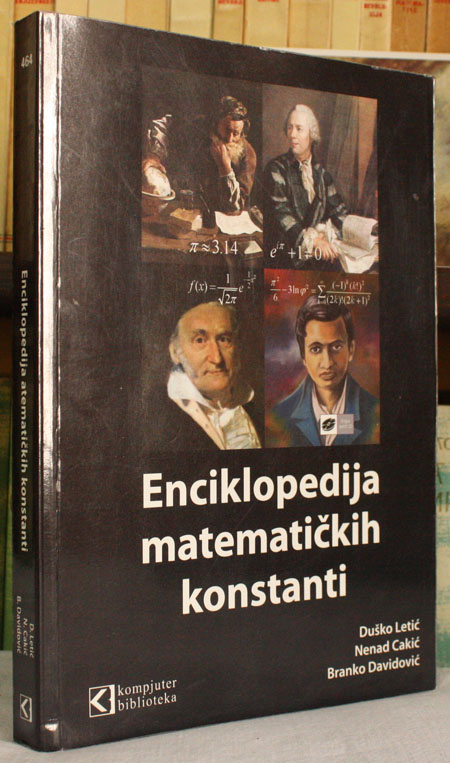 464
Enciklopedija atematičkih konstanti
D. Letić
N. Cakić
B. Davidović
π ≈ 3.14
e^{iπ} + 1 = 0
Enciklopedija
matematičkih
konstanti
Duško Letić
Nenad Cakić
Branko Davidović
kompjuter
biblioteka